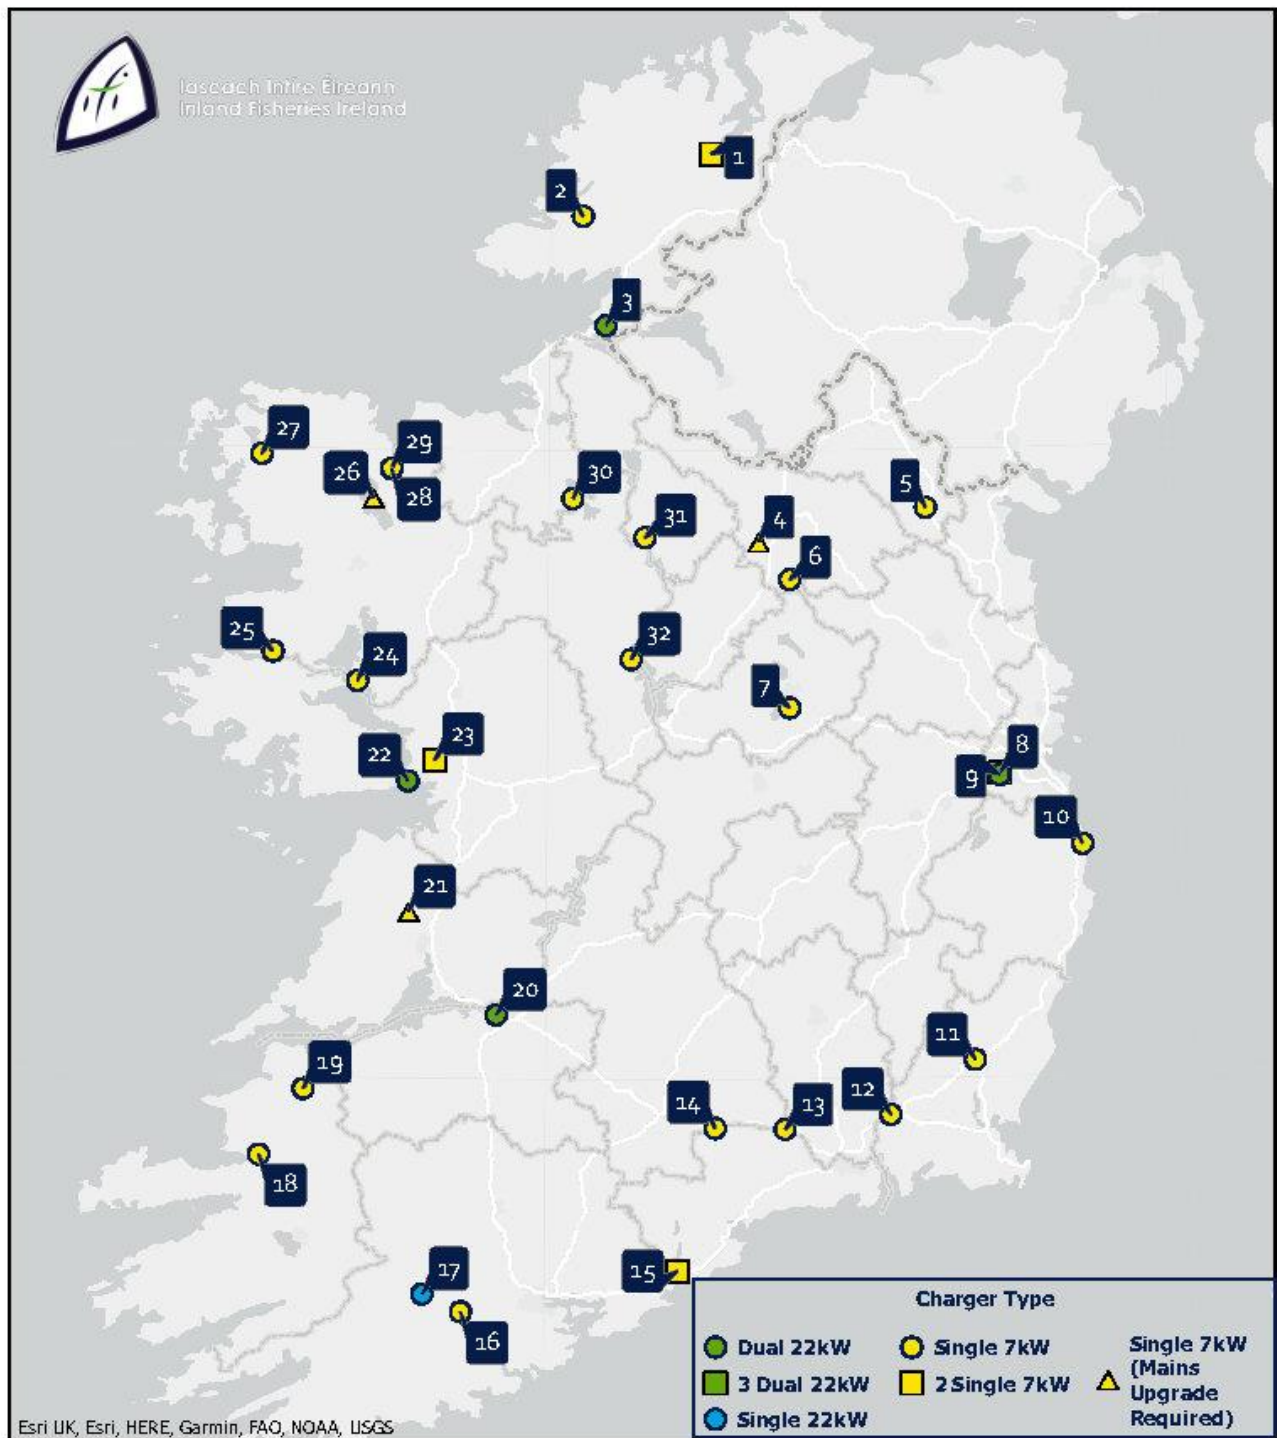 Iascach Intíre Éireann
Inland Fisheries Ireland
1
2
3
27
29
26
28
30
5
31
4
6
25
24
32
7
23
22
8
9
10
21
20
11
19
12
13
14
18
17
15
16
Charger Type
Dual 22kW
3 Dual 22kW
Single 22kW
Single 7kW
2 Single 7kW
Single 7kW
(Mains
Upgrade
Required)
Esri UK, Esri, HERE, Garmin, FAO, NOAA, USGS